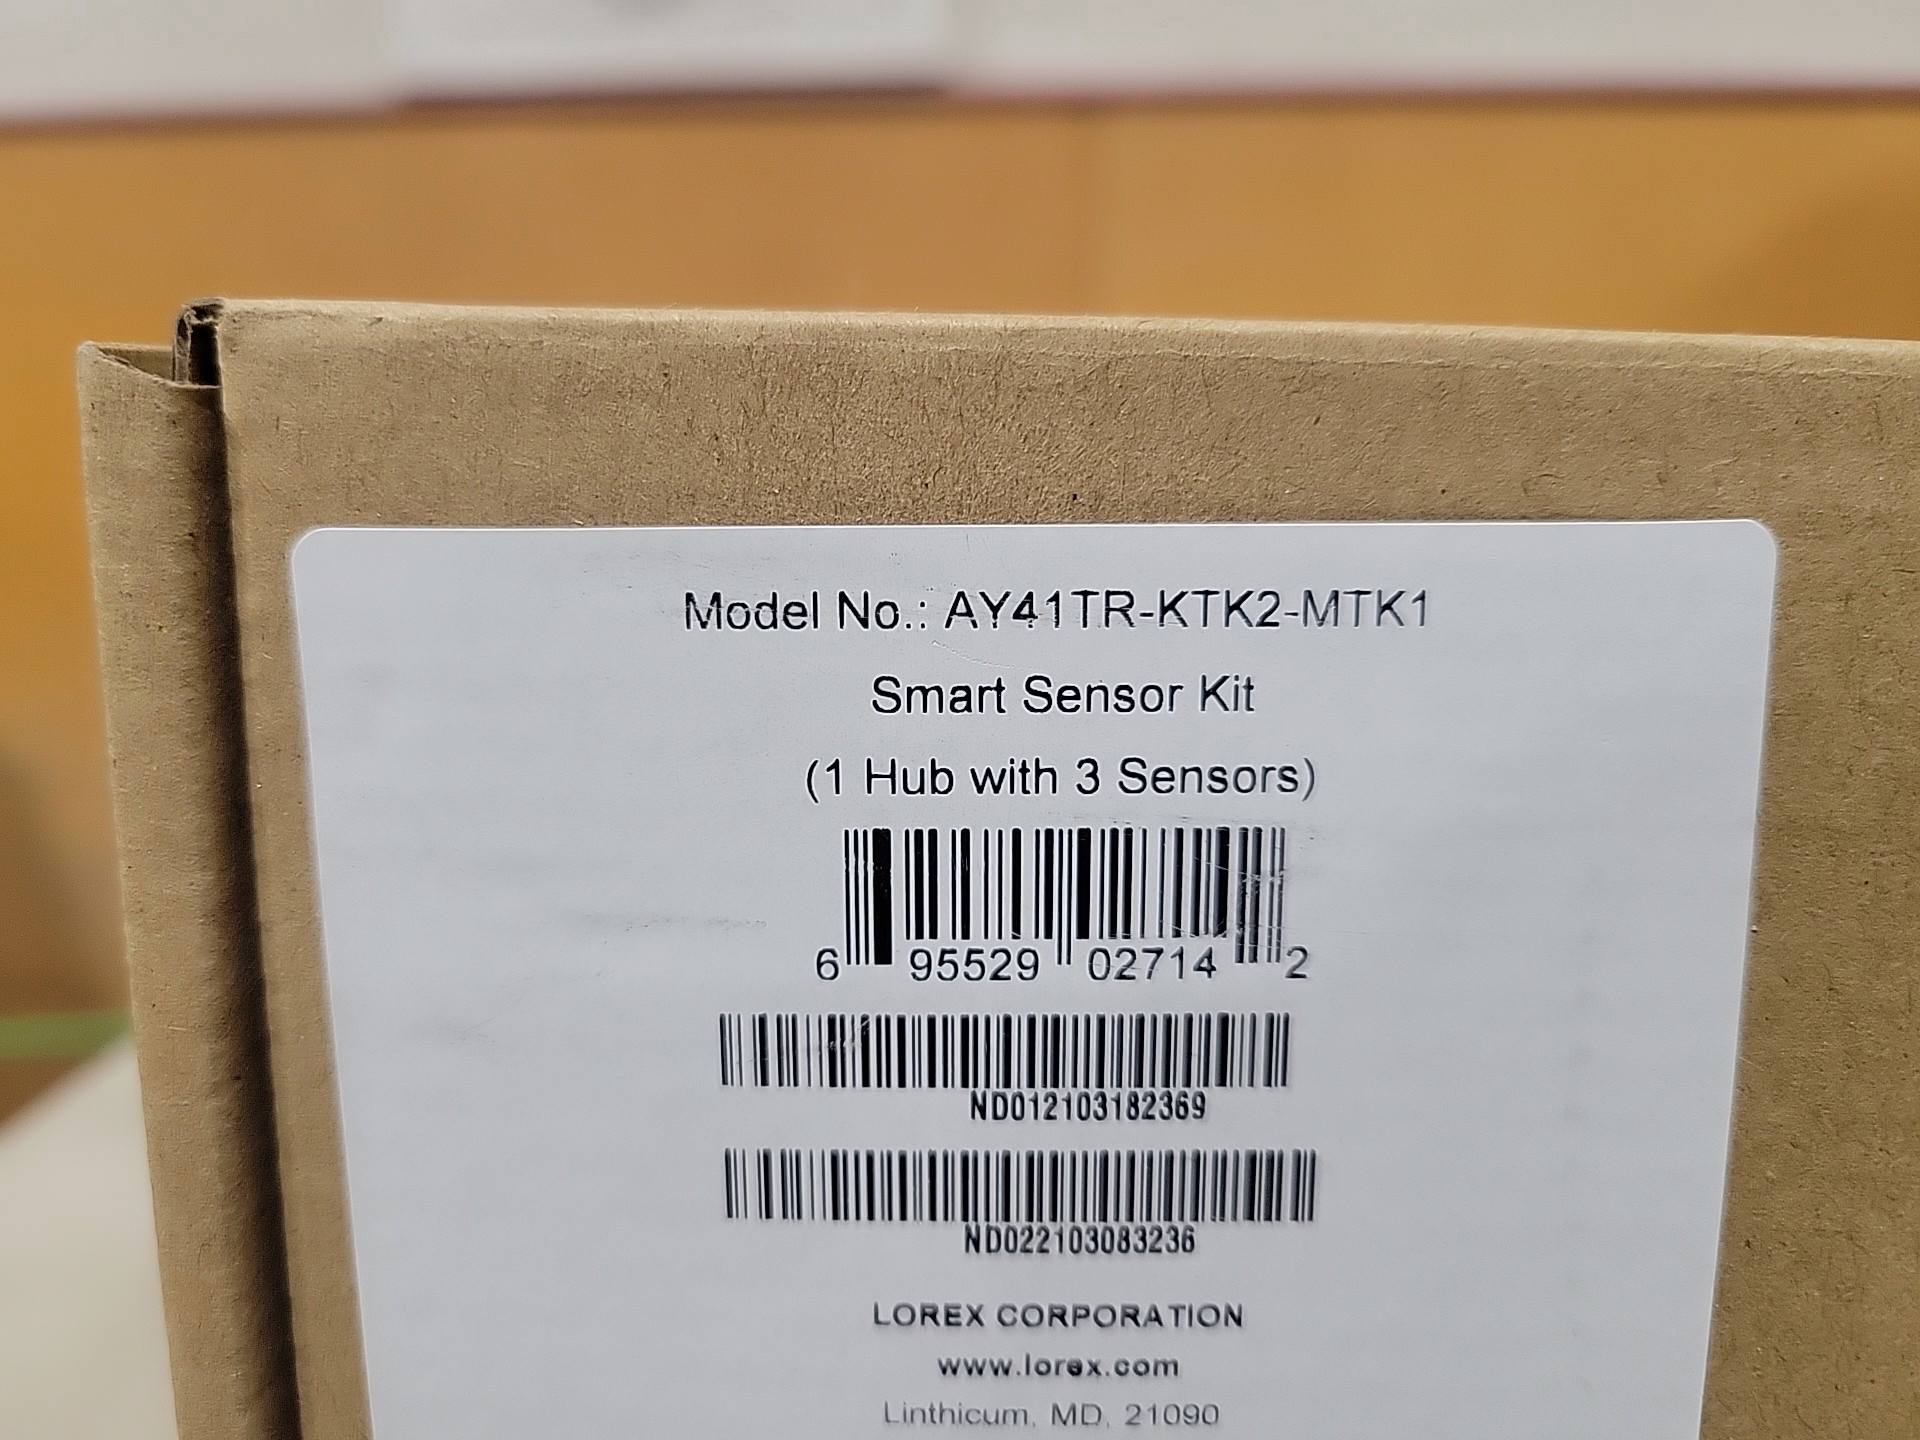 Model No.: AY41TR-KTK2-MTK1
Smart Sensor Kit
(1 Hub with 3 Sensors)
6 95529 02714 2
ND012103182369
ND022103083236
LOREX CORPORATION
www.lorex.com
Linthicum, MD, 21090